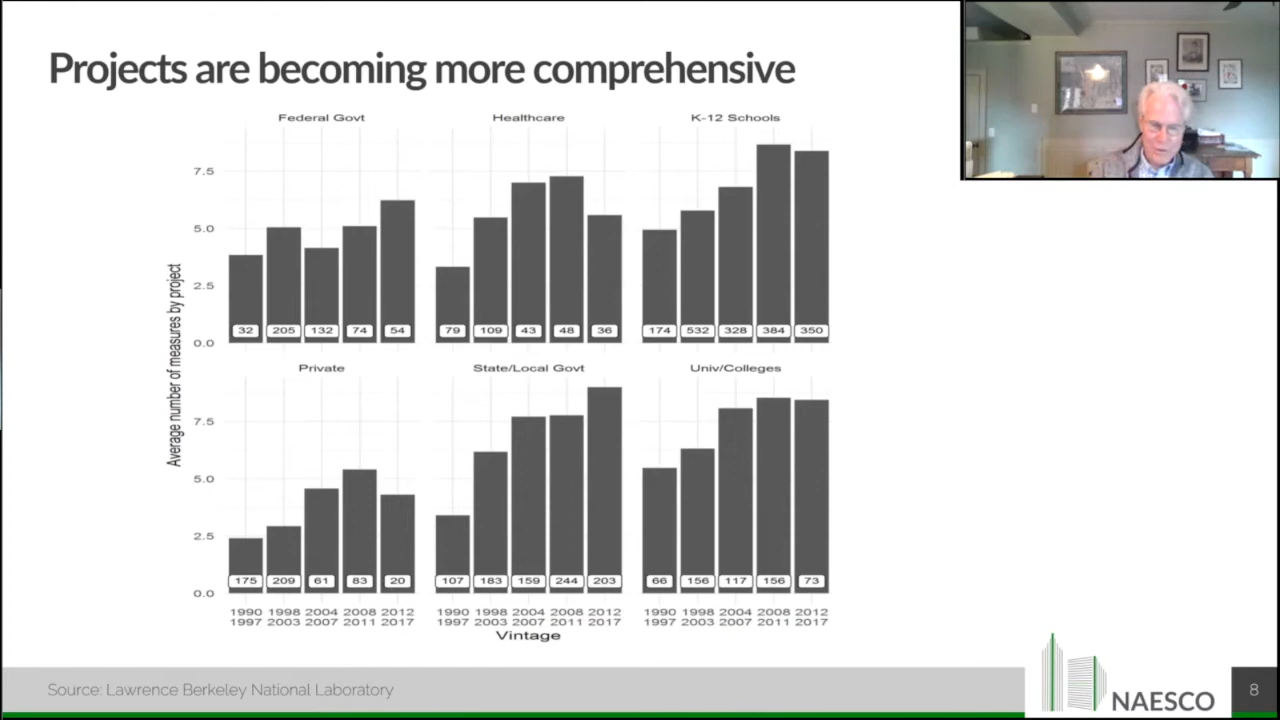 Projects are becoming more comprehensive
Federal Govt
Healthcare
K-12 Schools
Average number of measures by project
7.5
5.0
2.5
0.0
32 205 132 74 54
79 109 43 48 36
174 532 328 384 350
Private
State/Local Govt
Univ/Colleges
7.5
5.0
2.5
0.0
175 209 61 83 20
107 183 159 244 203
66 156 117 156 73
1990 1998 2004 2008 2012
1997 2003 2007 2011 2017
1990 1998 2004 2008 2012
1997 2003 2007 2011 2017
1990 1998 2004 2008 2012
1997 2003 2007 2011 2017
Vintage
Source: Lawrence Berkeley National Laboratory
NAESCO
8